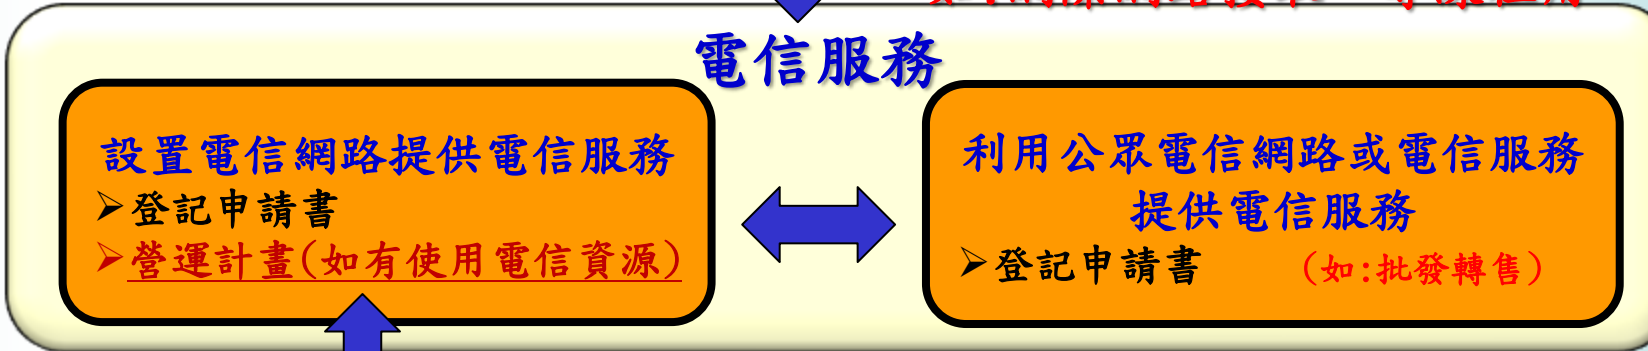 電信服務
設置電信網路提供電信服務
➢登記申請書
➢營運計畫(如有使用電信資源)
利用公眾電信網路或電信服務
提供電信服務
➢登記申請書 (如:批發轉售)